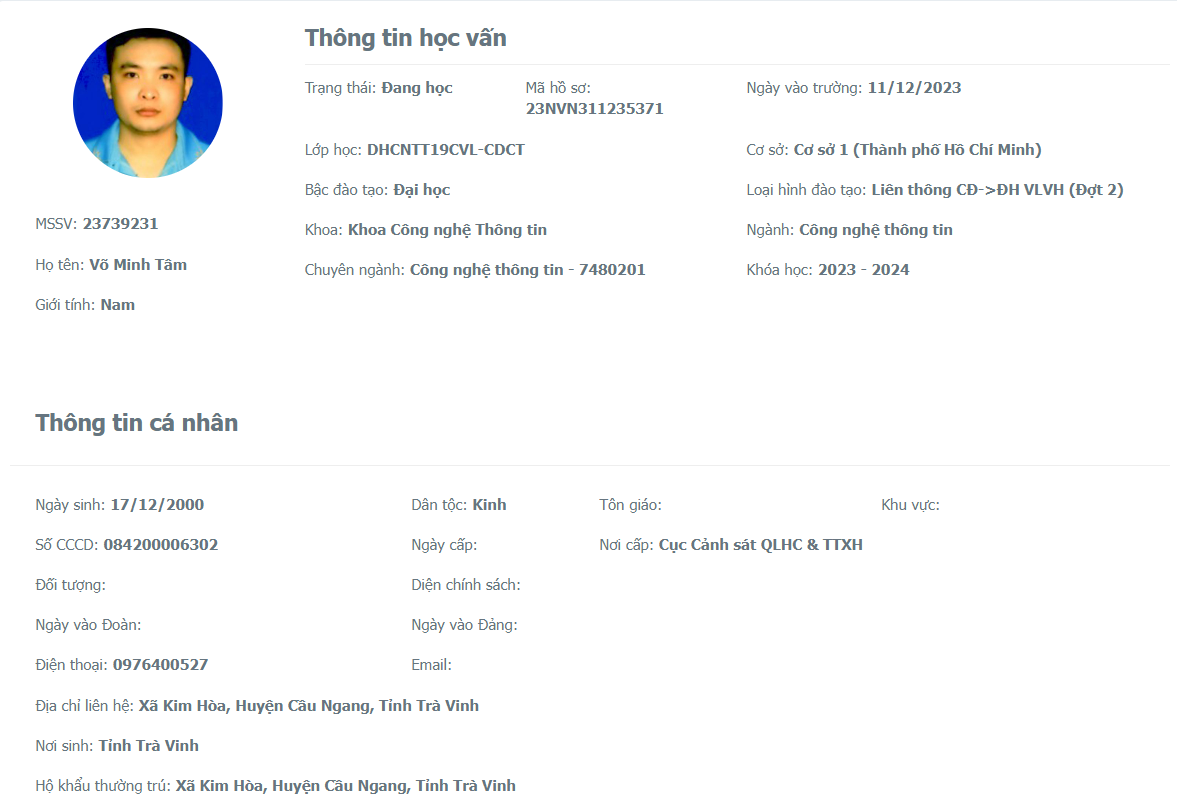 Thông tin học vấn
Trạng thái: Đang học
Mã hồ sơ: 23NVN311235371
Ngày vào trường: 11/12/2023
Lớp học: DHCNTT19CVL-CDCT
Cơ sở: Cơ sở 1 (Thành phố Hồ Chí Minh)
Bậc đào tạo: Đại học
Loại hình đào tạo: Liên thông CĐ->ĐH VLVH (Đợt 2)
Khoa: Khoa Công nghệ Thông tin
Ngành: Công nghệ thông tin
Chuyên ngành: Công nghệ thông tin - 7480201
Khóa học: 2023 - 2024
MSSV: 23739231
Họ tên: Võ Minh Tâm
Giới tính: Nam
Thông tin cá nhân
Ngày sinh: 17/12/2000
Dân tộc: Kinh
Tôn giáo:
Khu vực:
Số CCCD: 084200006302
Ngày cấp:
Nơi cấp: Cục Cảnh sát QLHC & TTXH
Đối tượng:
Diện chính sách:
Ngày vào Đoàn:
Ngày vào Đảng:
Điện thoại: 0976400527
Email:
Địa chỉ liên hệ: Xã Kim Hòa, Huyện Cầu Ngang, Tỉnh Trà Vinh
Nơi sinh: Tỉnh Trà Vinh
Hộ khẩu thường trú: Xã Kim Hòa, Huyện Cầu Ngang, Tỉnh Trà Vinh